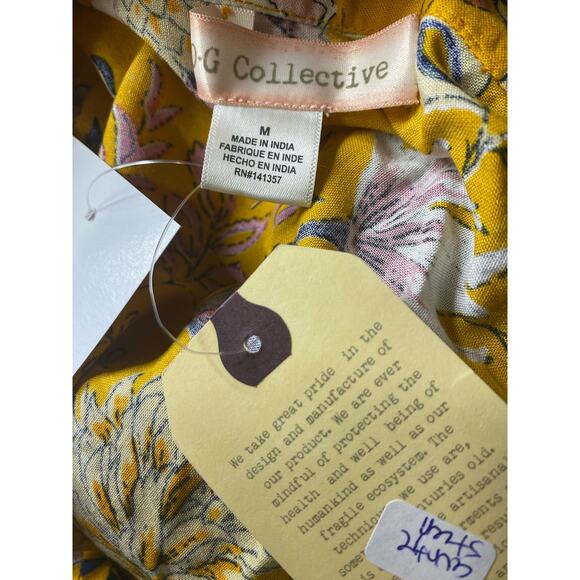 G Collective
M
MADE IN INDIA
FABRIQUE EN INDE
HECHO EN INDIA
RN#141357
We take great pride in the
design and manufacture of
our product. We are ever
mindful of protecting the
health and well being of
humankind as well as our
fragile ecosystem. The
we use are,
centuries old.
artisanal